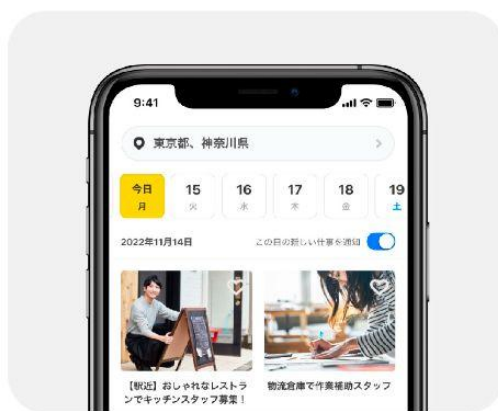 9:41
東京都、神奈川県
今日 15 16 17 18 19
月 火 水 木 金 土
2022年11月14日 この日の新しい仕事を通知
【駅近】おしゃれなレストラ
ンでキッチンスタッフ募集！
物流倉庫で作業補助スタッフ